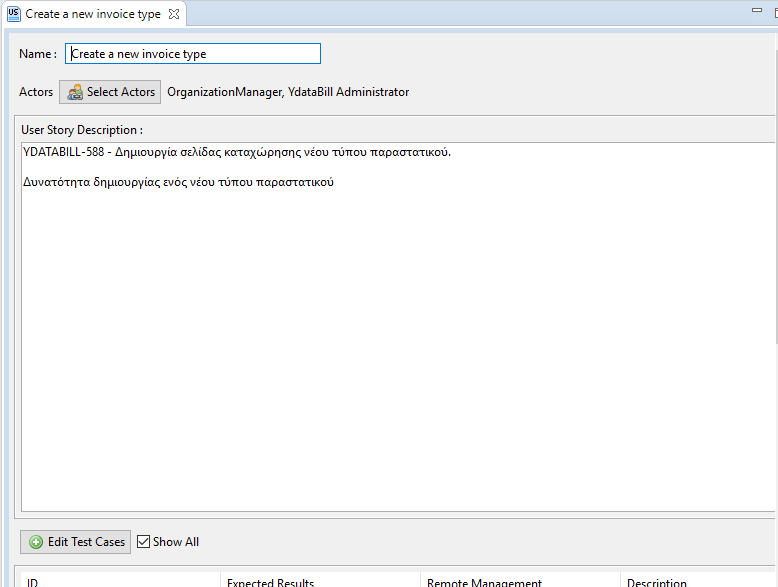 US Create a new invoice type
Name : Create a new invoice type
Actors Select Actors OrganizationManager, YdataBill Administrator
User Story Description :
YDATABILL-588 - Δημιουργία σελίδας καταχώρησης νέου τύπου παραστατικού.
Δυνατότητα δημιουργίας ενός νέου τύπου παραστατικού
Edit Test Cases Show All
ID Expected Results Remote Management Description